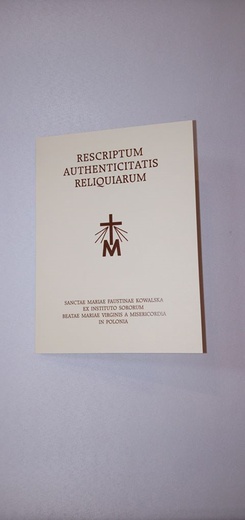 RESCRIPTUM
AUTHENTICITATIS
RELIQUIARUM
M
SANCTAE MARIAE FAUSTINAE KOWALSKA
EX INSTITUTO SORORUM
BEATAE MARIAE VIRGINIS A MISERICORDIA
IN POLONIA